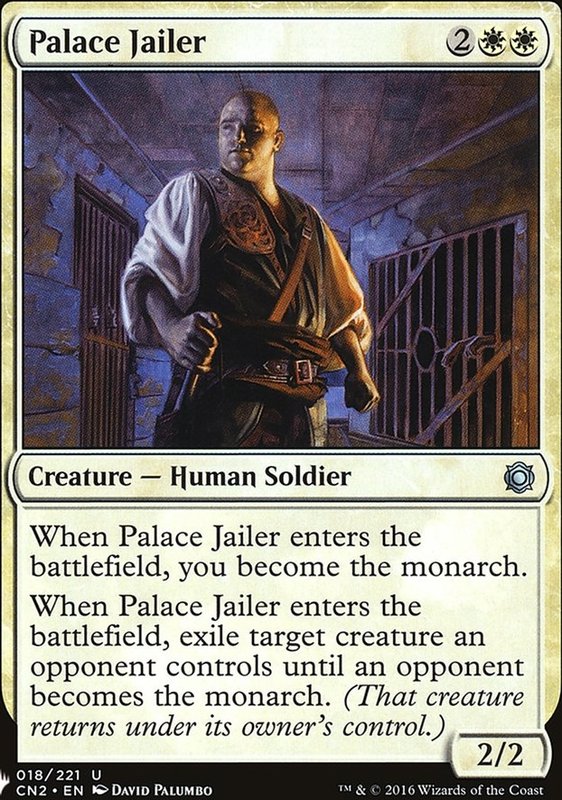 Palace Jailer 2
Creature — Human Soldier
When Palace Jailer enters the
battlefield, you become the monarch.
When Palace Jailer enters the
battlefield, exile target creature an
opponent controls until an opponent
becomes the monarch. (That creature
returns under its owner's control.)
2/2
018/221 U
CN2 • EN DAVID PALUMBO
™ & © 2016 Wizards of the Coast